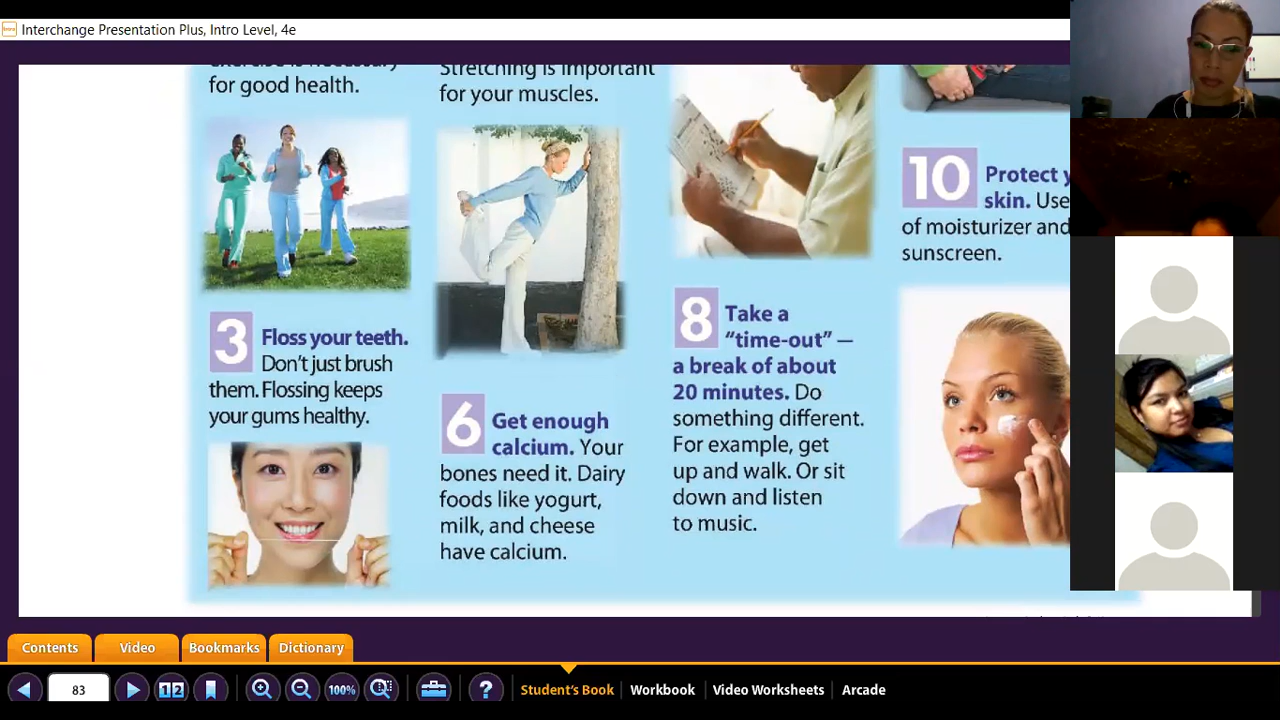 Interchange Presentation Plus, Intro Level, 4e
for good health.
Stretching is important
for your muscles.
3 Floss your teeth.
Don't just brush
them. Flossing keeps
your gums healthy.
6 Get enough
calcium. Your
bones need it. Dairy
foods like yogurt,
milk, and cheese
have calcium.
8 Take a
"time-out" —
a break of about
20 minutes. Do
something different.
For example, get
up and walk. Or sit
down and listen
to music.
10 Protect
skin. Use
of moisturizer and
sunscreen.
Contents Video Bookmarks Dictionary
83 12 100% ? Student's Book Workbook Video Worksheets Arcade